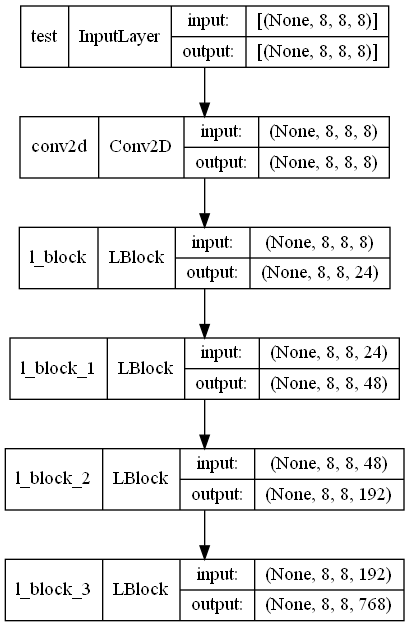 test InputLayer input: [(None, 8, 8, 8)]
output: [(None, 8, 8, 8)]
conv2d Conv2D input: (None, 8, 8, 8)
output: (None, 8, 8, 8)
l_block LBlock input: (None, 8, 8, 8)
output: (None, 8, 8, 24)
l_block_1 LBlock input: (None, 8, 8, 24)
output: (None, 8, 8, 48)
l_block_2 LBlock input: (None, 8, 8, 48)
output: (None, 8, 8, 192)
l_block_3 LBlock input: (None, 8, 8, 192)
output: (None, 8, 8, 768)